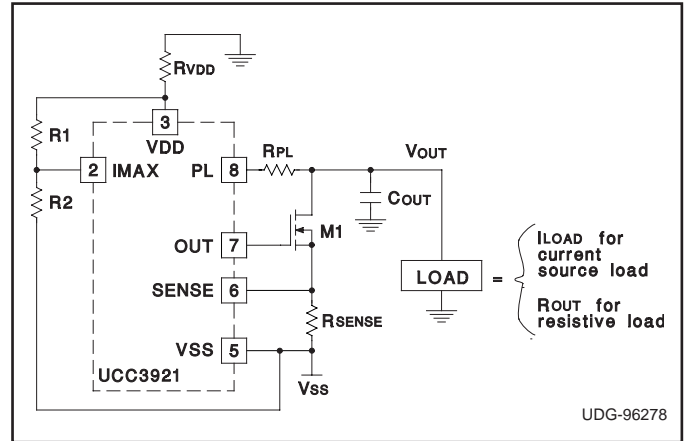 RVDD
R1
3
VDD
2 IMAX
PL 8
RPL
VOUT
R2
COUT
M1
OUT 7
SENSE 6
LOAD
=
ILOAD for
current
source load
ROUT for
resistive load
RSENSE
VSS 5
UCC3921
VSS
UDG-96278